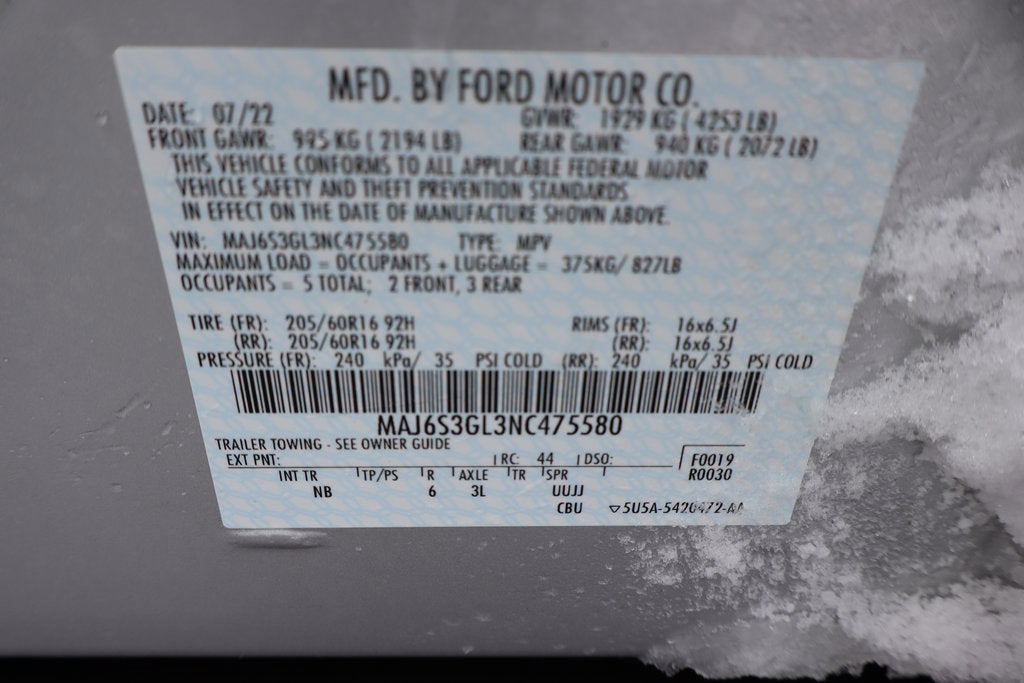 MFD. BY FORD MOTOR CO.
DATE: 07/22 GVWR: 1929 KG ( 4253 LB)
FRONT GAWR: 995 KG ( 2194 LB) REAR GAWR: 940 KG ( 2072 LB)
THIS VEHICLE CONFORMS TO ALL APPLICABLE FEDERAL MOTOR
VEHICLE SAFETY AND THEFT PREVENTION STANDARDS
IN EFFECT ON THE DATE OF MANUFACTURE SHOWN ABOVE.
VIN: MAJ6S3GL3NC475580 TYPE: MPV
MAXIMUM LOAD = OCCUPANTS + LUGGAGE = 375KG/ 827LB
OCCUPANTS = 5 TOTAL; 2 FRONT, 3 REAR
TIRE (FR): 205/60R16 92H RIMS (FR): 16x6.5J
(RR): 205/60R16 92H (RR): 16x6.5J
PRESSURE (FR): 240 kPa/ 35 PSI COLD (RR): 240 kPa/ 35 PSI COLD
MAJ6S3GL3NC475580
TRAILER TOWING - SEE OWNER GUIDE
EXT PNT: RC: 44 DSO: F0019
R0030
INT TR TP/PS R AXLE TR SPR
NB 6 3L UUJJ
CBU ▽5U5A-5420472-AA